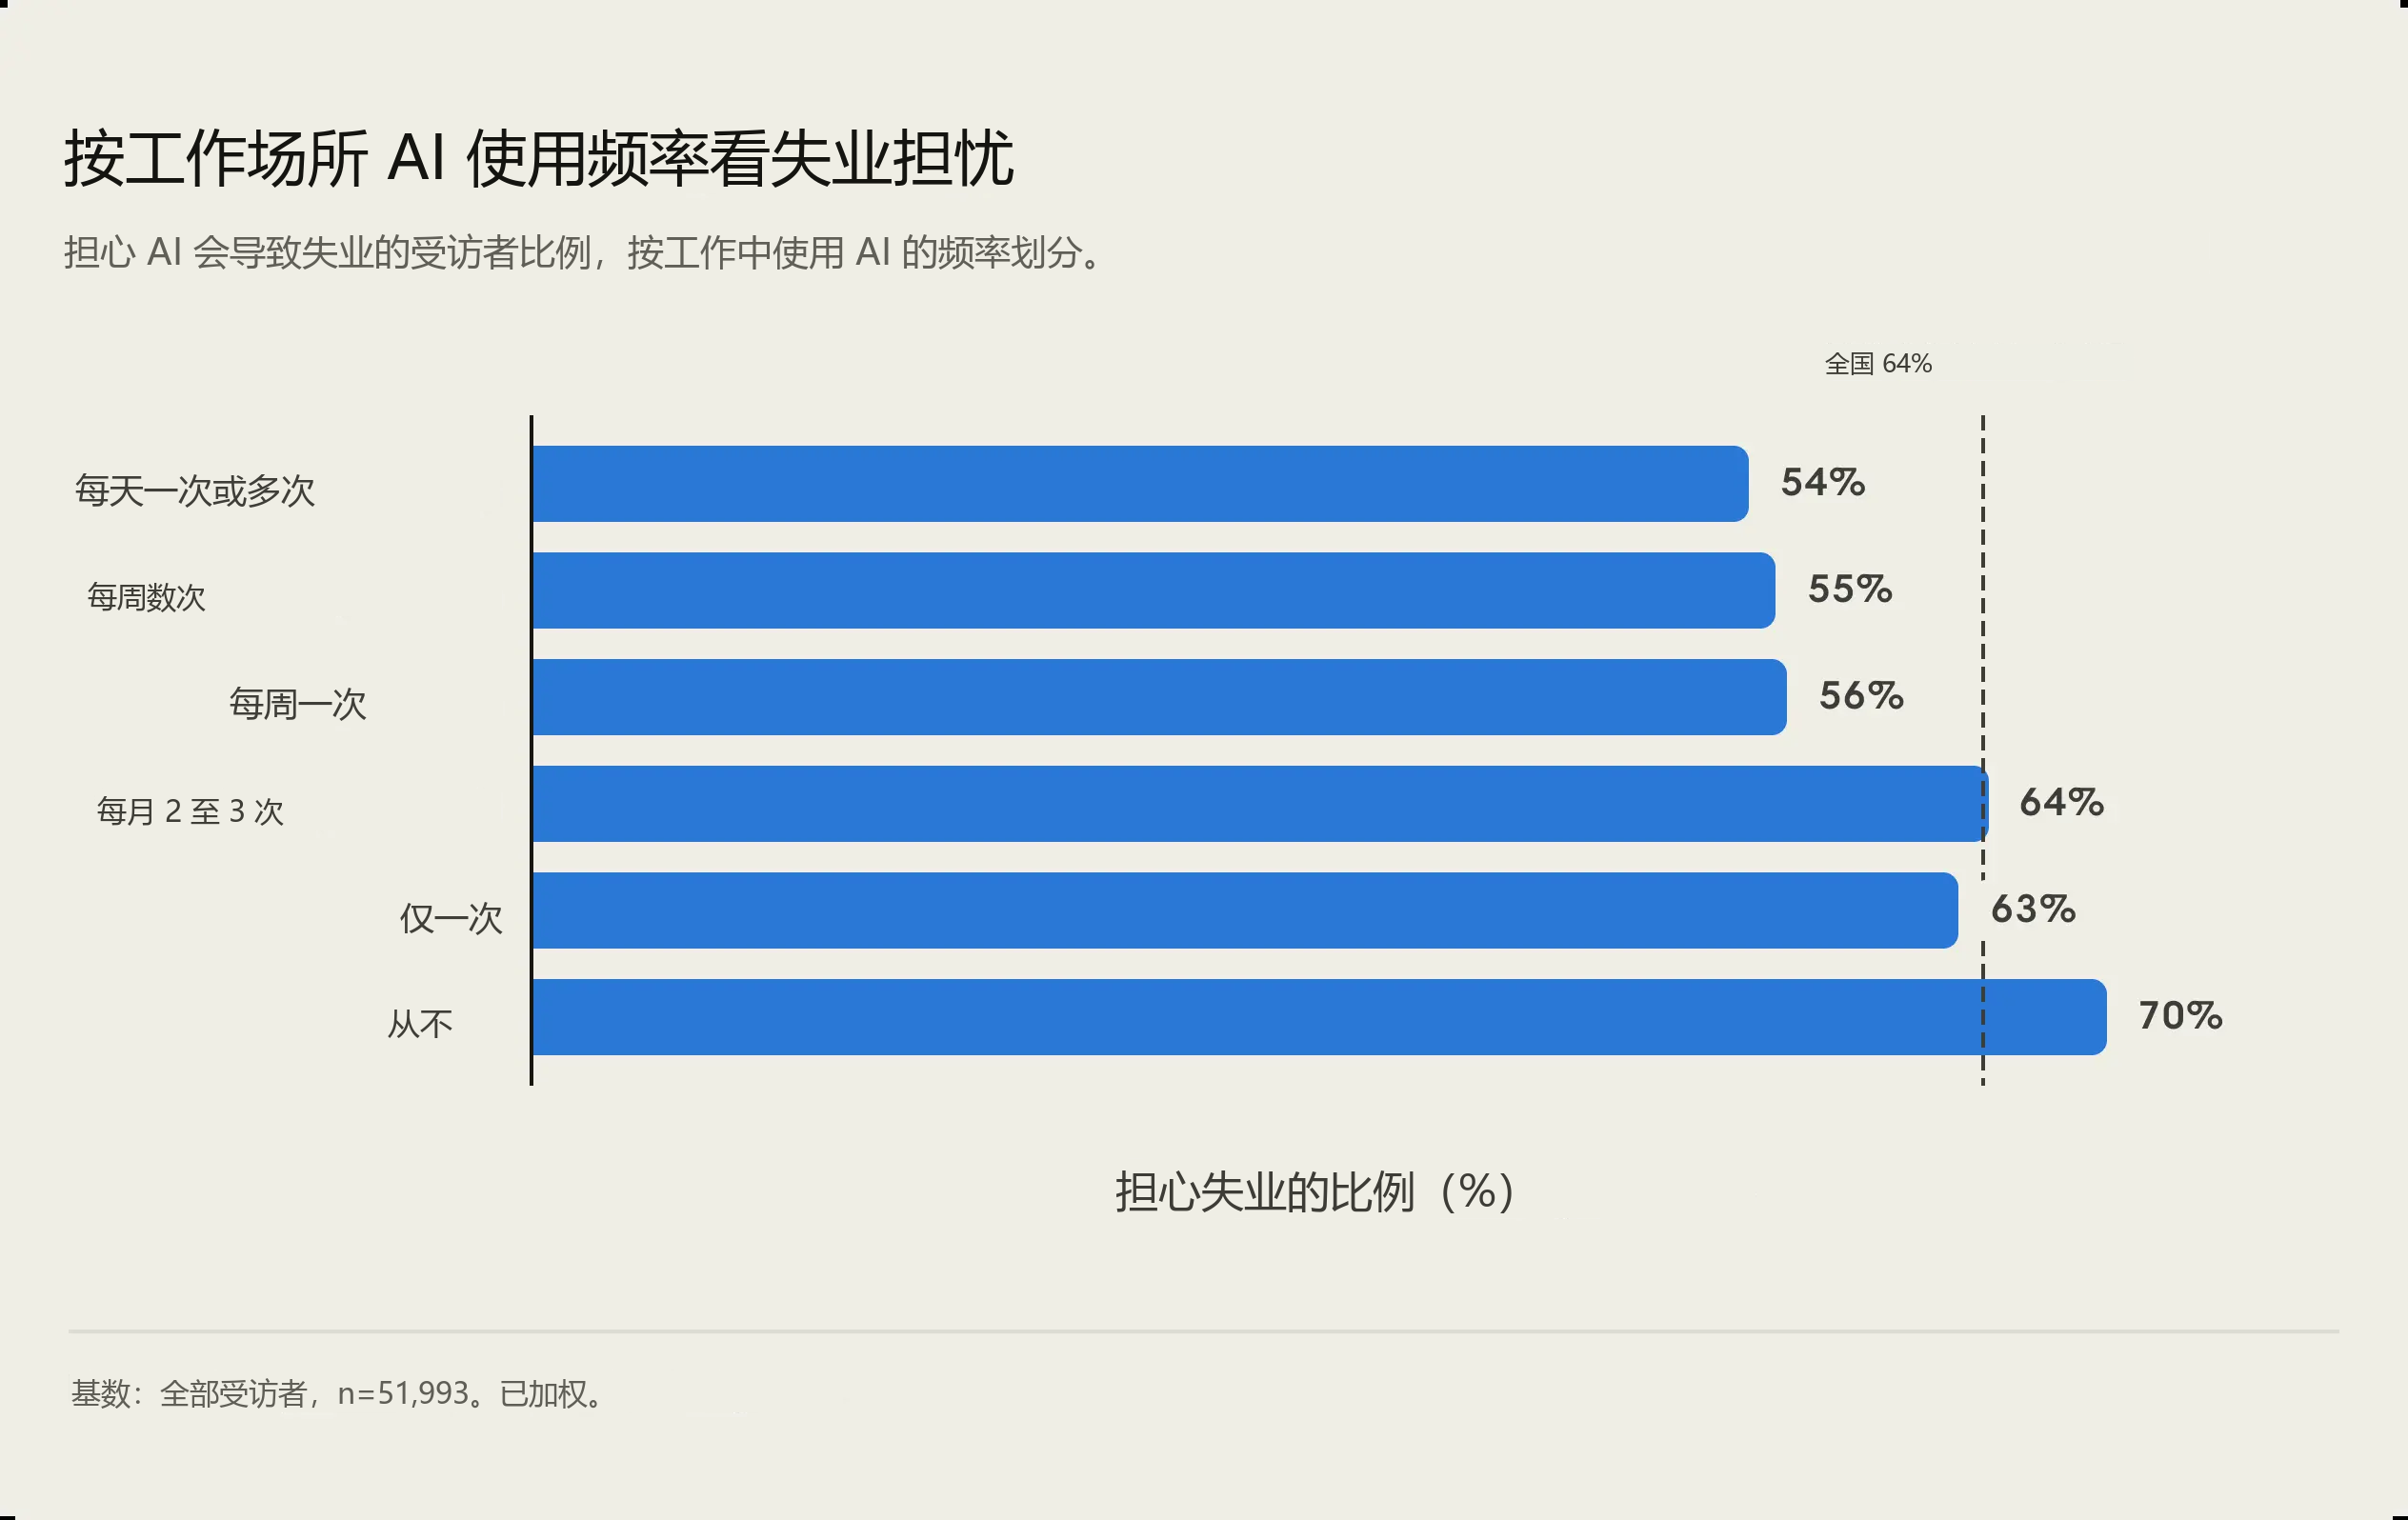 按工作场所 AI 使用频率看失业担忧
担心 AI 会导致失业的受访者比例，按工作中使用 AI 的频率划分。
全国 64%
每天一次或多次 54%
每周数次 55%
每周一次 56%
每月 2 至 3 次 64%
仅一次 63%
从不 70%
担心失业的比例（%）
基数：全部受访者，n=51,993。已加权。